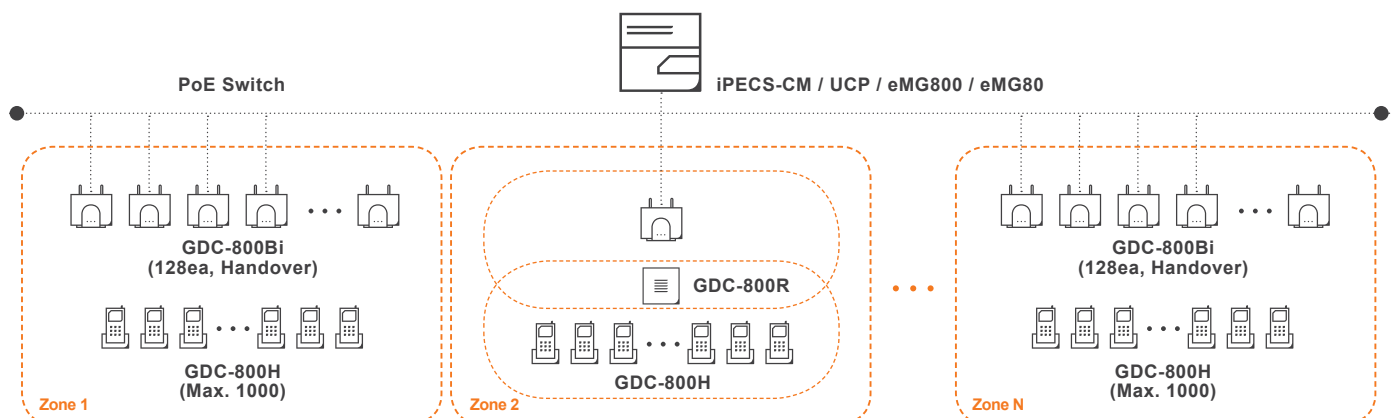 PoE Switch
iPECS-CM / UCP / eMG800 / eMG80
GDC-800Bi
(128ea, Handover)
GDC-800H
(Max. 1000)
Zone 1
GDC-800R
GDC-800H
Zone 2
GDC-800Bi
(128ea, Handover)
GDC-800H
(Max. 1000)
Zone N